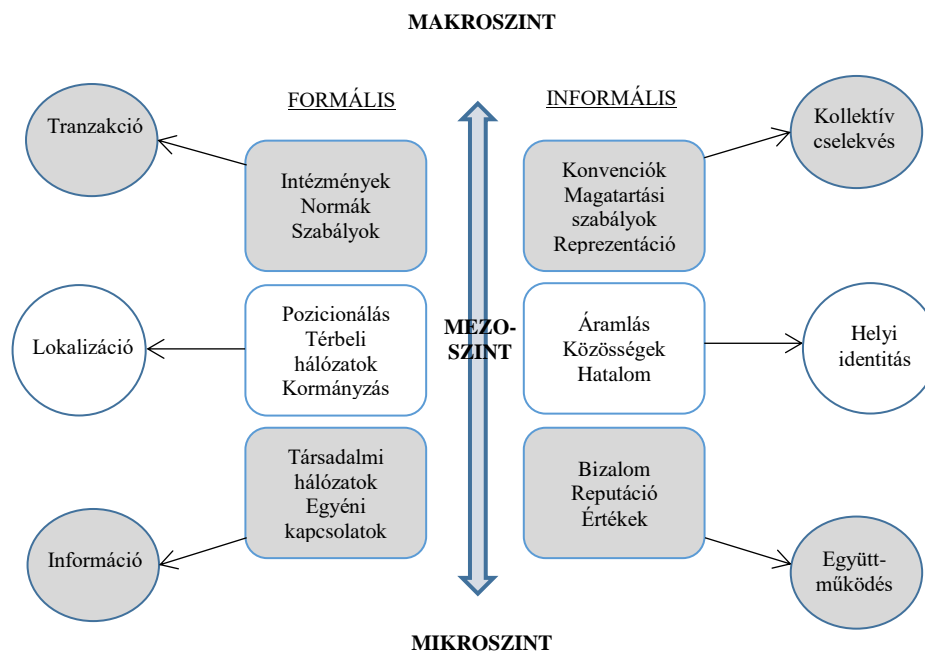 MAKROSZINT
FORMÁLIS
INFORMÁLIS
Tranzakció
Kollektív
cselekvés
Intézmények
Normák
Szabályok
Konvenciók
Magatartási
szabályok
Reprezentáció
Lokalizáció
Pozicionálás
Térbeli
hálózatok
Kormányzás
MEZO-
SZINT
Áramlás
Közösségek
Hatalom
Helyi
identitás
Társadalmi
hálózatok
Egyéni
kapcsolatok
Bizalom
Reputáció
Értékek
Információ
Együtt-
működés
MIKROSZINT